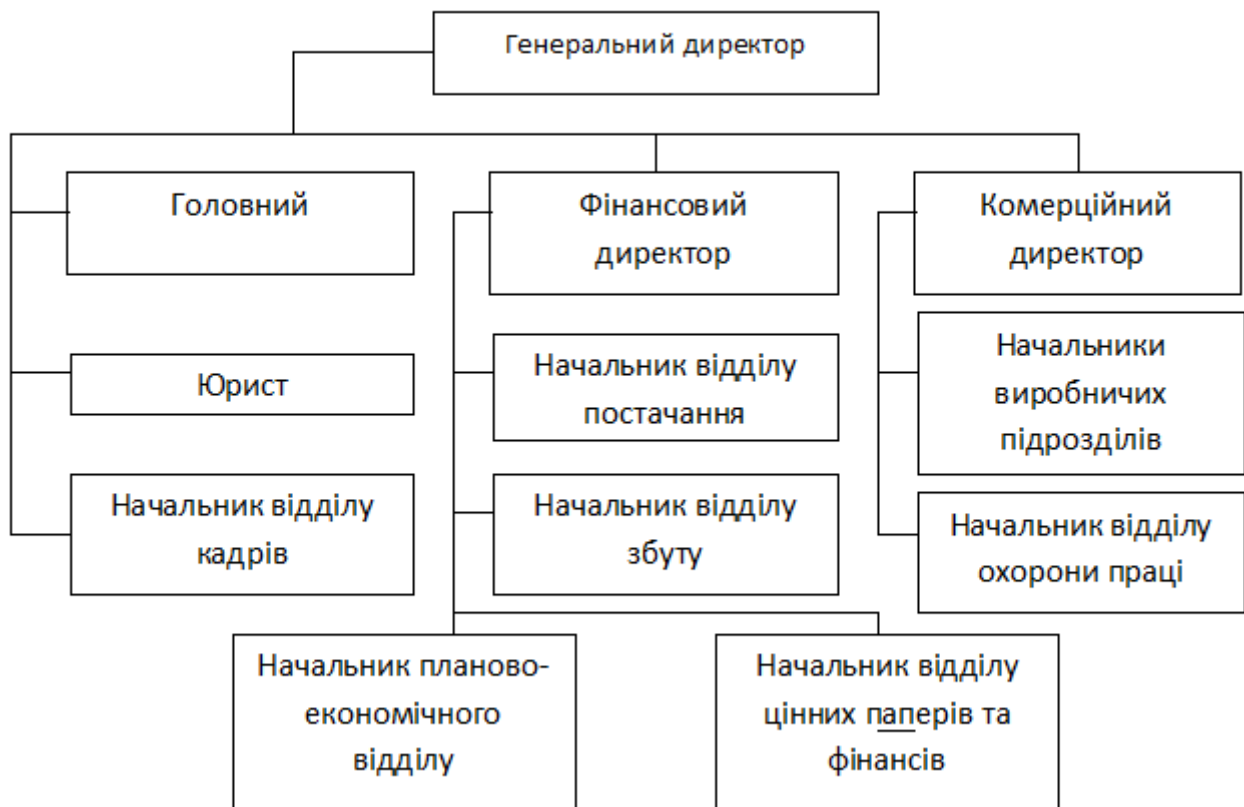 Генеральний директор
Головний
Фінансовий
директор
Комерційний
директор
Юрист
Начальник відділу
постачання
Начальники
виробничих
підрозділів
Начальник відділу
кадрів
Начальник відділу
збуту
Начальник відділу
охорони праці
Начальник планово-
економічного
відділу
Начальник відділу
цінних паперів та
фінансів